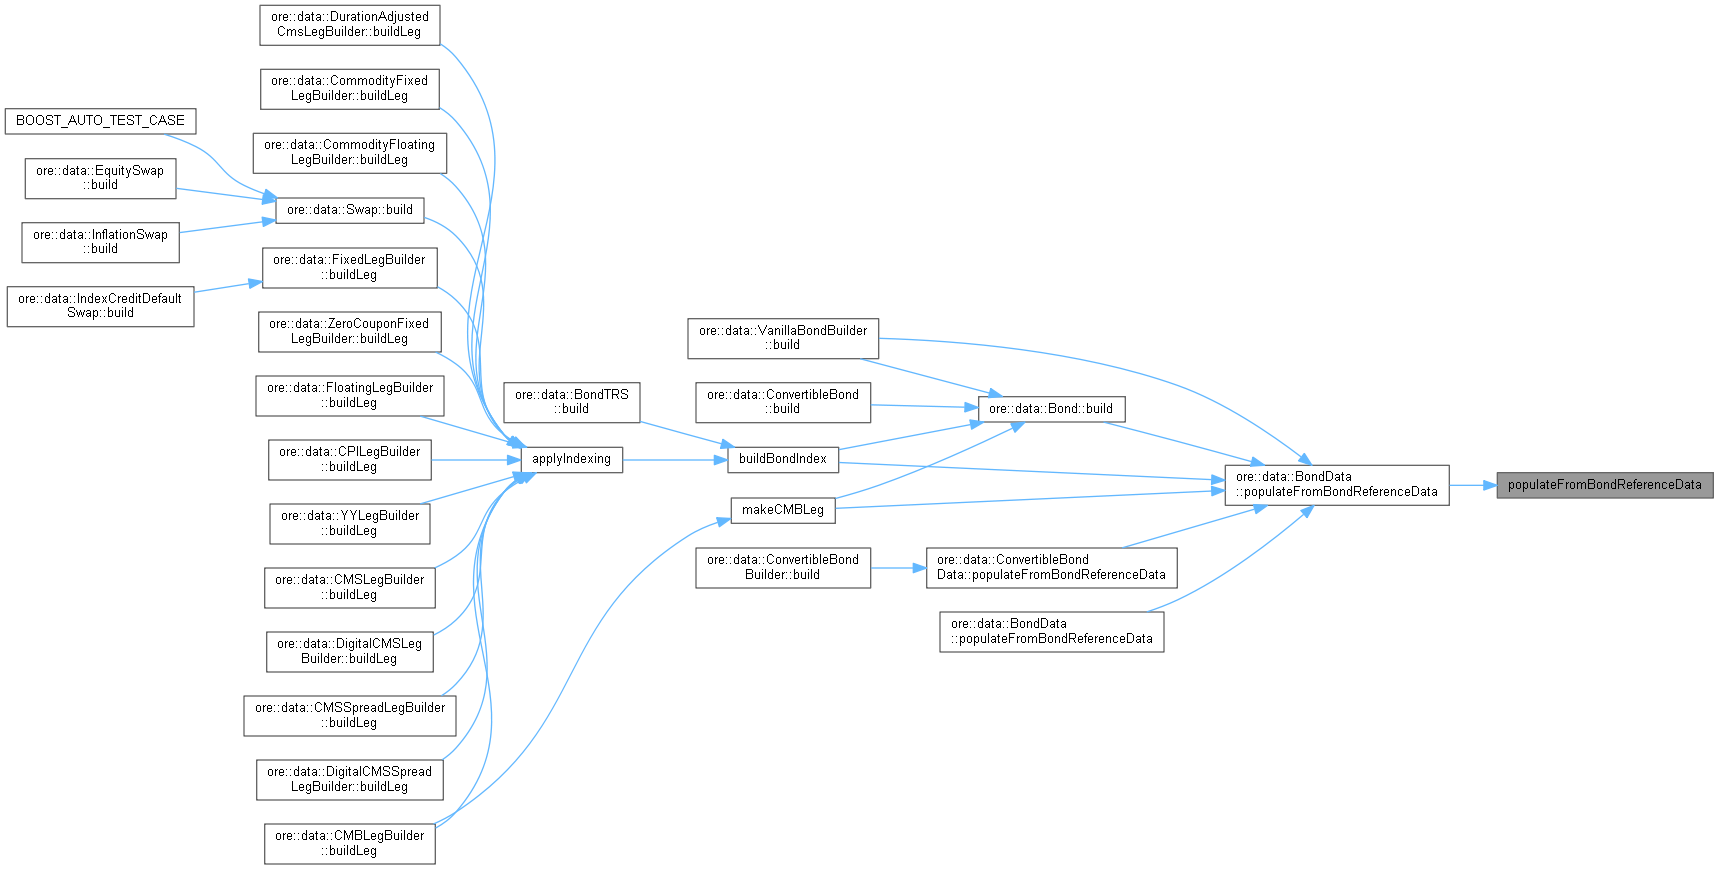 ore::data::DurationAdjusted
CmsLegBuilder::buildLeg
ore::data::CommodityFixed
LegBuilder::buildLeg
BOOST_AUTO_TEST_CASE
ore::data::CommodityFloating
LegBuilder::buildLeg
ore::data::EquitySwap
::build
ore::data::Swap::build
ore::data::InflationSwap
::build
ore::data::FixedLegBuilder
::buildLeg
ore::data::IndexCreditDefault
Swap::build
ore::data::ZeroCouponFixed
LegBuilder::buildLeg
ore::data::VanillaBondBuilder
::build
ore::data::FloatingLegBuilder
::buildLeg
ore::data::BondTRS
::build
ore::data::ConvertibleBond
::build
ore::data::Bond::build
ore::data::CPILegBuilder
::buildLeg
applyIndexing
buildBondIndex
ore::data::BondData
::populateFromBondReferenceData
populateFromBondReferenceData
ore::data::YYLegBuilder
::buildLeg
makeCMBLeg
ore::data::CMSLegBuilder
::buildLeg
ore::data::ConvertibleBond
Builder::build
ore::data::ConvertibleBond
Data::populateFromBondReferenceData
ore::data::DigitalCMSLeg
Builder::buildLeg
ore::data::BondData
::populateFromBondReferenceData
ore::data::CMSSpreadLegBuilder
::buildLeg
ore::data::DigitalCMSSpread
LegBuilder::buildLeg
ore::data::CMBLegBuilder
::buildLeg